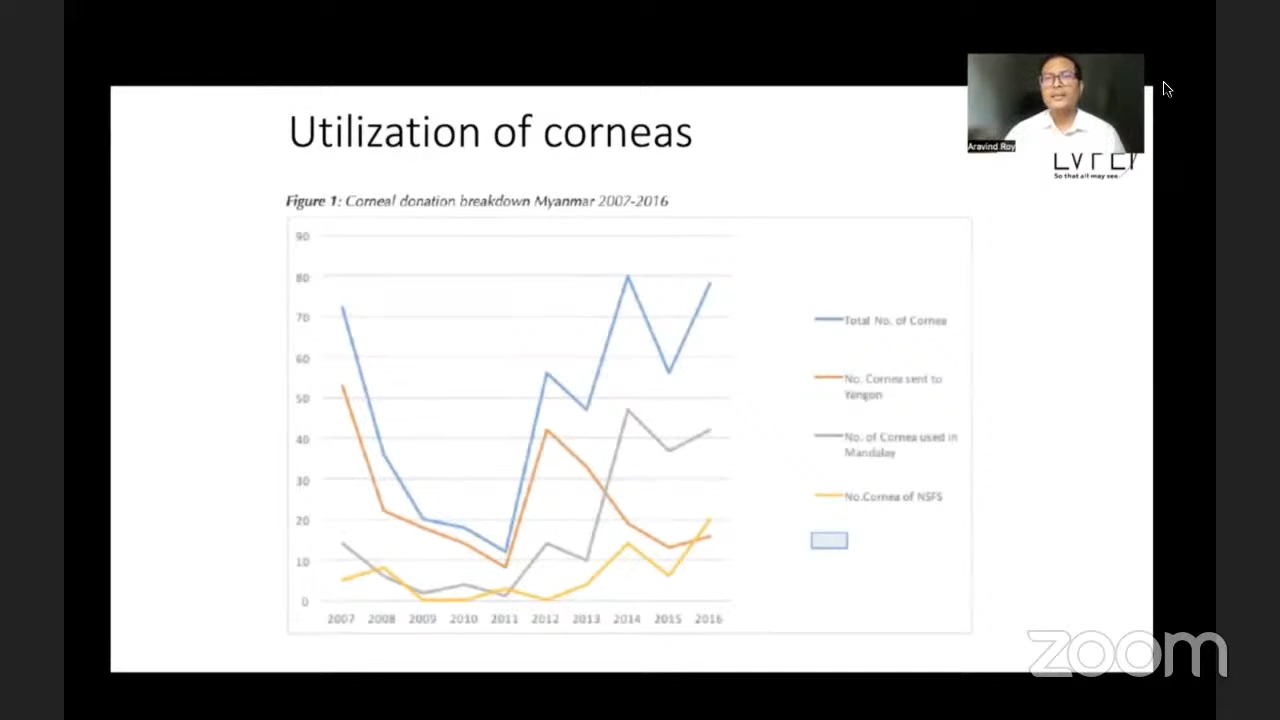 Utilization of corneas
Aravind Roy
LVPEI
So that all may see
Figure 1: Corneal donation breakdown Myanmar 2007-2016
90
80
70
60
50
40
30
20
10
0
2007 2008 2009 2010 2011 2012 2013 2014 2015 2016
Total No. of Cornea
No. Cornea sent to
Yangon
No. of Cornea used in
Mandalay
No.Cornea of NSFS
zoom